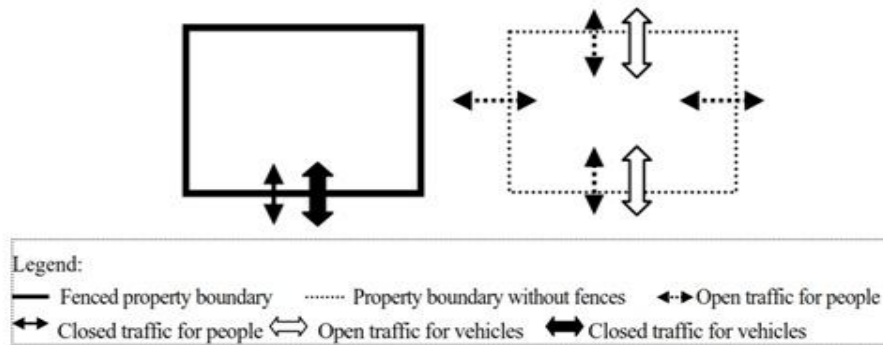 Legend:
Fenced property boundary Property boundary without fences Open traffic for people
Closed traffic for people Open traffic for vehicles Closed traffic for vehicles